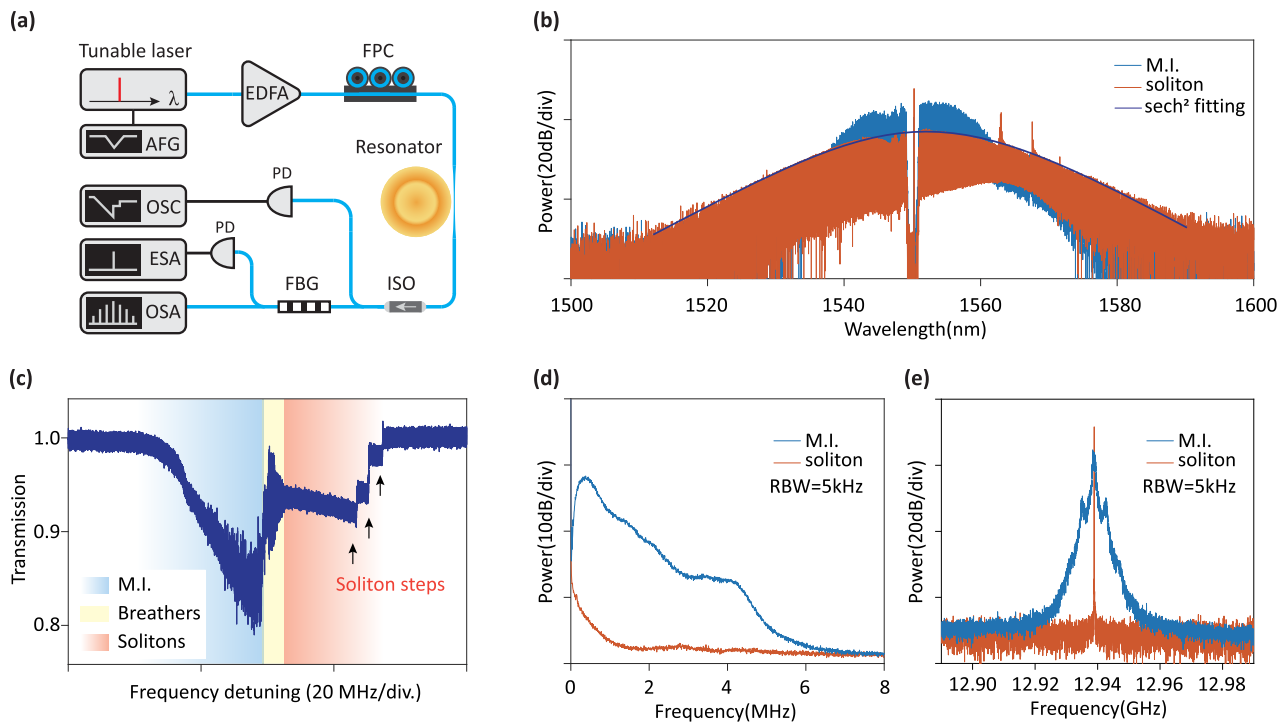 (a)
Tunable laser
λ
AFG
EDFA
FPC
Resonator
PD
OSC
PD
ESA
FBG
ISO
OSA
(b)
M.I.
soliton
sech² fitting
Power(20dB/div)
1500
1520
1540
1560
1580
1600
Wavelength(nm)
(c)
1.0
0.9
0.8
Transmission
Soliton steps
M.I.
Breathers
Solitons
Frequency detuning (20 MHz/div.)
(d)
M.I.
soliton
RBW=5kHz
Power(10dB/div)
0
2
4
6
8
Frequency(MHz)
(e)
M.I.
soliton
RBW=5kHz
Power(20dB/div)
12.90
12.92
12.94
12.96
12.98
Frequency(GHz)